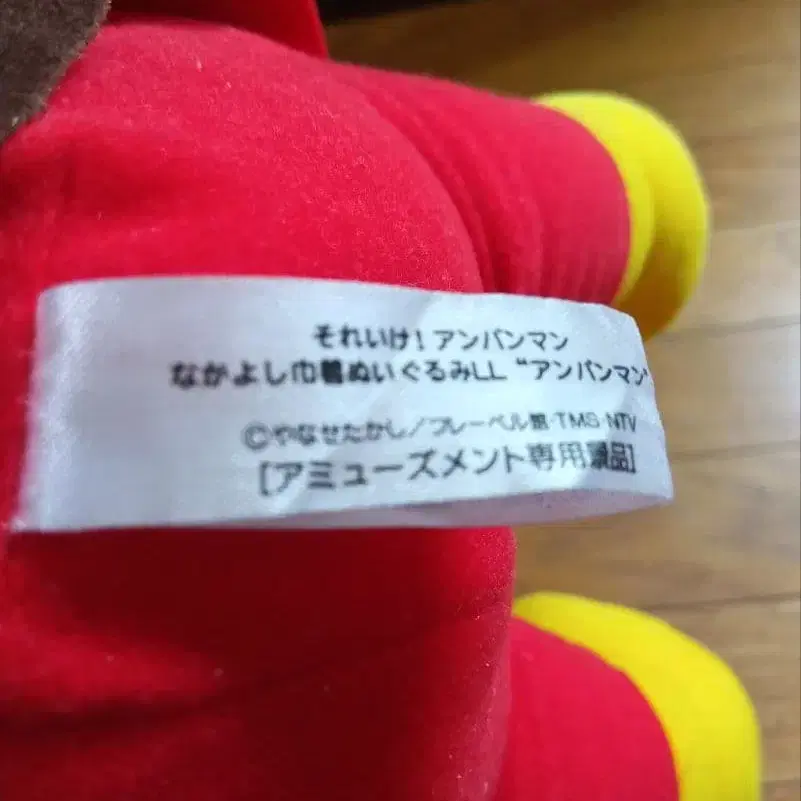 それいけ！アンパンマン
なかよし巾着ぬいぐるみLL“アンパンマン”
©やなせたかし/フレーベル館・TMS・NTV
[アミューズメント専用景品]